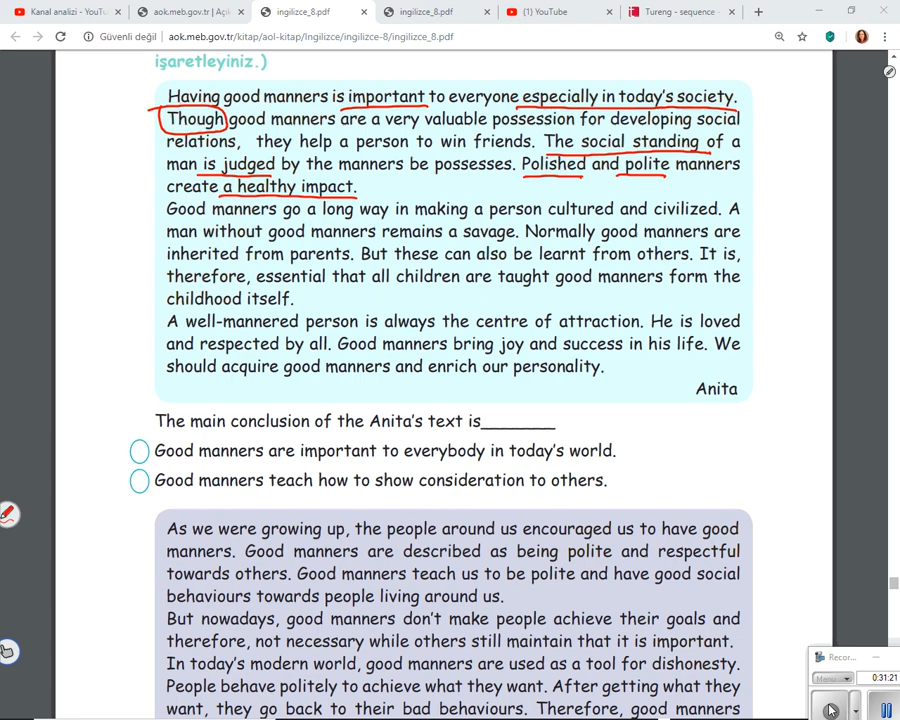 Kanal analizi - YouTu
aok.meb.gov.tr | Açık
ingilizce_8.pdf
ingilizce_8.pdf
(1) YouTube
Tureng - sequence -
Güvenli değil
aok.meb.gov.tr/kitap/aol-kitap/Ingilizce/ingilizce-8/ingilizce_8.pdf
işaretleyiniz.)
Having good manners is important to everyone especially in today's society.
Though good manners are a very valuable possession for developing social
relations, they help a person to win friends. The social standing of a
man is judged by the manners be possesses. Polished and polite manners
create a healthy impact.
Good manners go a long way in making a person cultured and civilized. A
man without good manners remains a savage. Normally good manners are
inherited from parents. But these can also be learnt from others. It is,
therefore, essential that all children are taught good manners form the
childhood itself.
A well-mannered person is always the centre of attraction. He is loved
and respected by all. Good manners bring joy and success in his life. We
should acquire good manners and enrich our personality.
Anita
The main conclusion of the Anita's text is_______
Good manners are important to everybody in today's world.
Good manners teach how to show consideration to others.
As we were growing up, the people around us encouraged us to have good
manners. Good manners are described as being polite and respectful
towards others. Good manners teach us to be polite and have good social
behaviours towards people living around us.
But nowadays, good manners don't make people achieve their goals and
therefore, not necessary while others still maintain that it is important.
In today's modern world, good manners are used as a tool for dishonesty.
People behave politely to achieve what they want. After getting what they
want, they go back to their bad behaviours. Therefore, good manners
Recor...
Menu
0:31:21